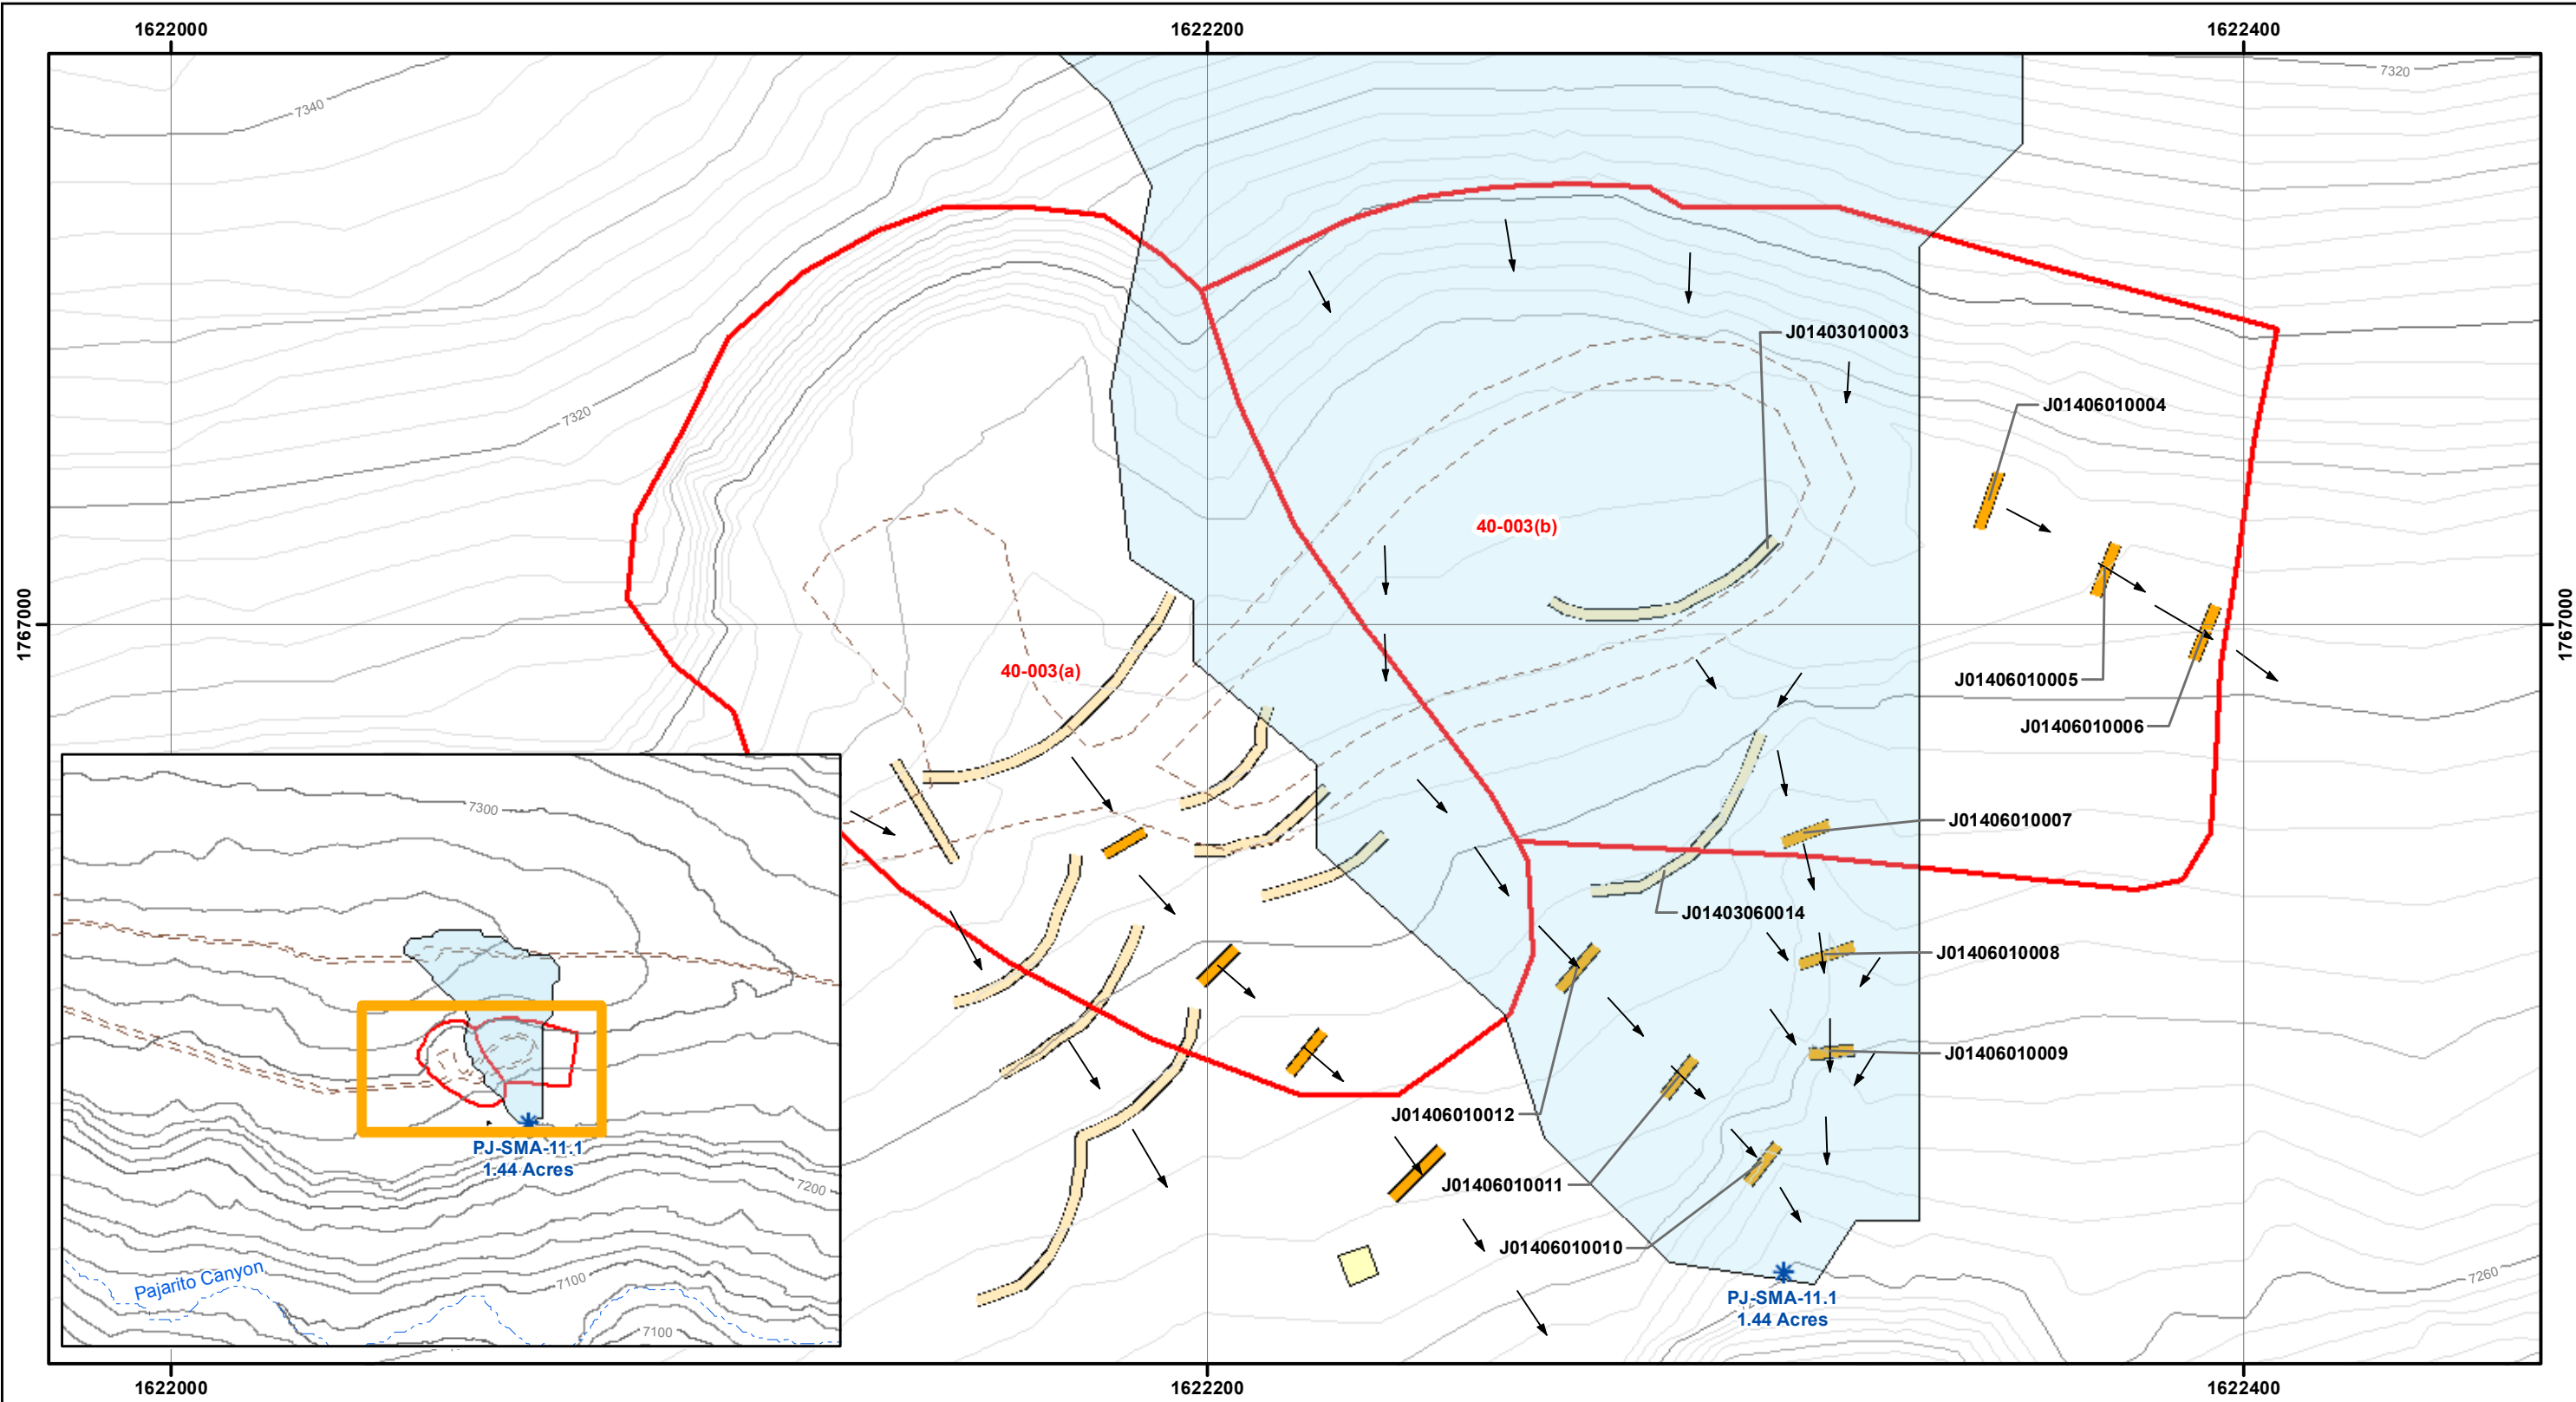 1622000
1622200
1622400
7340
7320
7320
J01403010003
J01406010004
40-003(b)
1767000
1767000
40-003(a)
J01406010005
J01406010006
7300
J01406010007
J01403060014
J01406010008
J01406010009
J01406010012
PJ-SMA-11.1
1.44 Acres
7200
J01406010011
J01406010010
Pajarito Canyon
7100
7260
PJ-SMA-11.1
1.44 Acres
7100
1622000
1622200
1622400